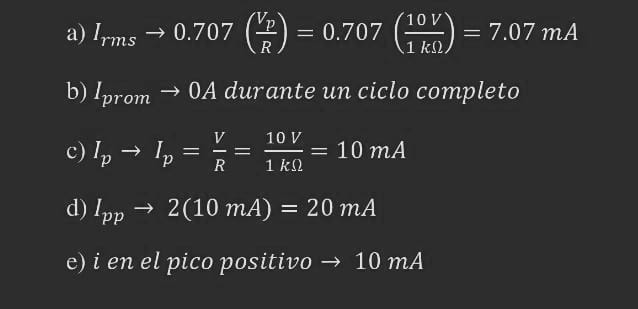 a) I_rms → 0.707 (V_p/R) = 0.707 (10 V/1 kΩ) = 7.07 mA
b) I_prom → 0A durante un ciclo completo
c) I_p → I_p = V/R = 10 V/1 kΩ = 10 mA
d) I_pp → 2(10 mA) = 20 mA
e) i en el pico positivo → 10 mA